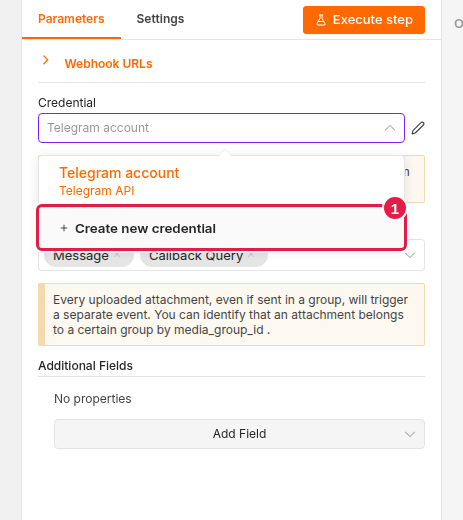 Parameters
Settings
Execute step
Webhook URLs
Credential
Telegram account
Telegram account
Telegram API
1
+ Create new credential
Message
Callback Query
Every uploaded attachment, even if sent in a group, will trigger
a separate event. You can identify that an attachment belongs
to a certain group by media_group_id .
Additional Fields
No properties
Add Field